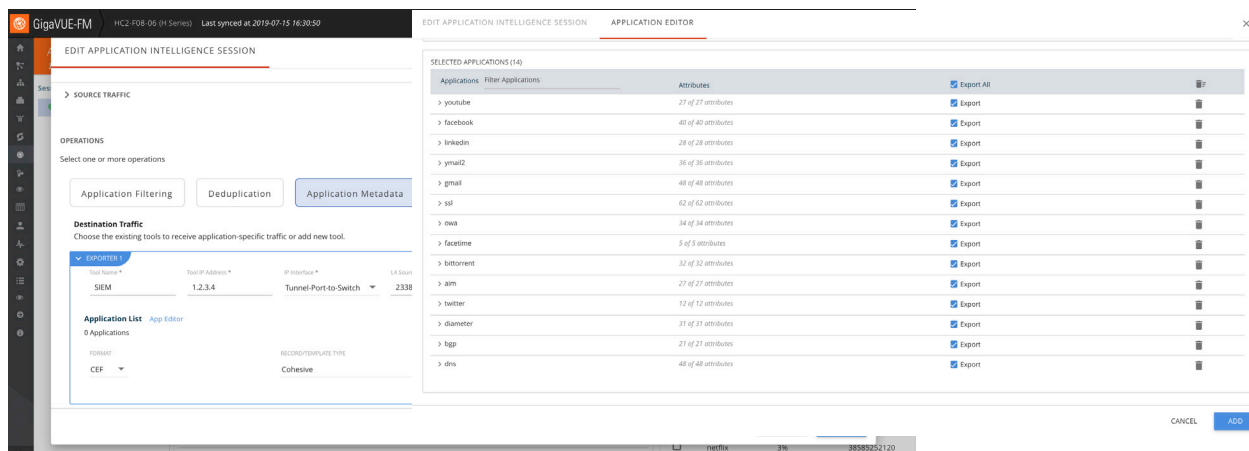 GigaVUE-FM HC2-F08-06 (H Series) Last synced at 2019-07-15 16:30:50
EDIT APPLICATION INTELLIGENCE SESSION
SOURCE TRAFFIC
OPERATIONS
Select one or more operations
Application Filtering Deduplication Application Metadata
Destination Traffic
Choose the existing tools to receive application-specific traffic or add new tool.
EXPORTER 1
Tool Name * Tool IP Address * IP Interface * L4 Sour
SIEM 1.2.3.4 Tunnel-Port-to-Switch 2338
Application List App Editor
0 Applications
FORMAT RECORD/TEMPLATE TYPE
CEF Cohesive
EDIT APPLICATION INTELLIGENCE SESSION APPLICATION EDITOR
SELECTED APPLICATIONS (14)
Applications Filter Applications Attributes Export All
> youtube 27 of 27 attributes Export
> facebook 40 of 40 attributes Export
> linkedin 28 of 28 attributes Export
> ymail2 36 of 36 attributes Export
> gmail 48 of 48 attributes Export
> ssl 62 of 62 attributes Export
> owa 34 of 34 attributes Export
> facetime 5 of 5 attributes Export
> bittorrent 32 of 32 attributes Export
> aim 27 of 27 attributes Export
> twitter 12 of 12 attributes Export
> diameter 31 of 31 attributes Export
> bgp 21 of 21 attributes Export
> dns 48 of 48 attributes Export
CANCEL ADD
netflix 3% 38585252120